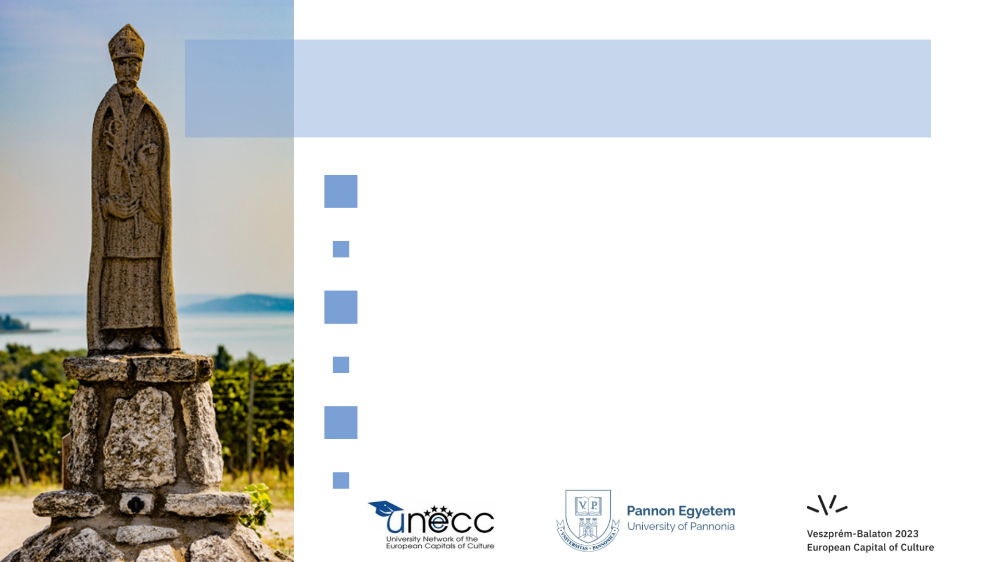 unecc
University Network of the
European Capitals of Culture
V. P.
VNIVERSITAS • PANNONICA
Pannon Egyetem
University of Pannonia
Veszprém-Balaton 2023
European Capital of Culture